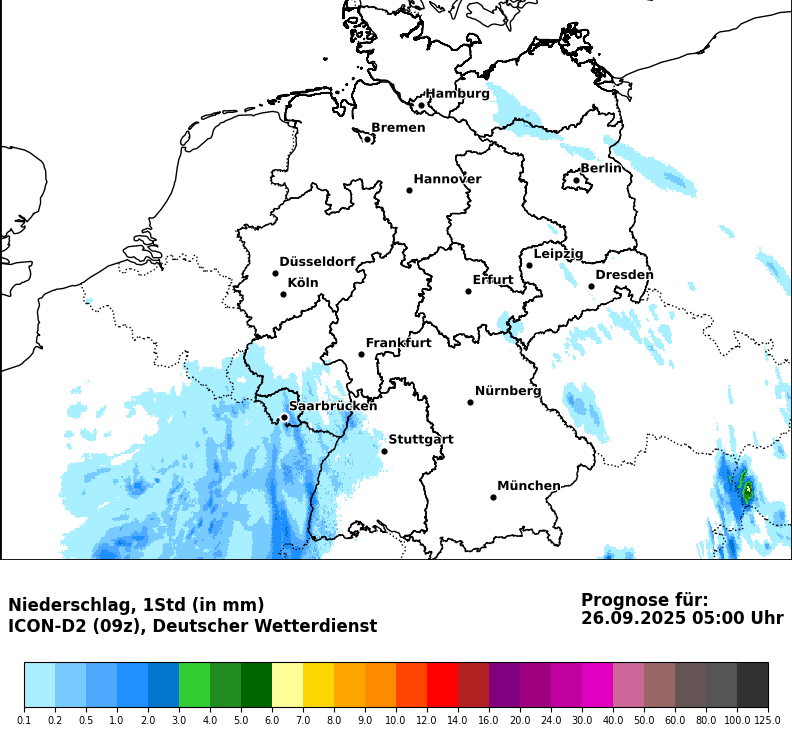 Hamburg
Bremen
Hannover
Berlin
Düsseldorf
Köln
Leipzig
Erfurt
Dresden
Frankfurt
Saarbrücken
Nürnberg
Stuttgart
München
Niederschlag, 1Std (in mm)
ICON-D2 (09z), Deutscher Wetterdienst
Prognose für:
26.09.2025 05:00 Uhr
0.1 0.2 0.5 1.0 2.0 3.0 4.0 5.0 6.0 7.0 8.0 9.0 10.0 12.0 14.0 16.0 20.0 24.0 30.0 40.0 50.0 60.0 80.0 100.0 125.0